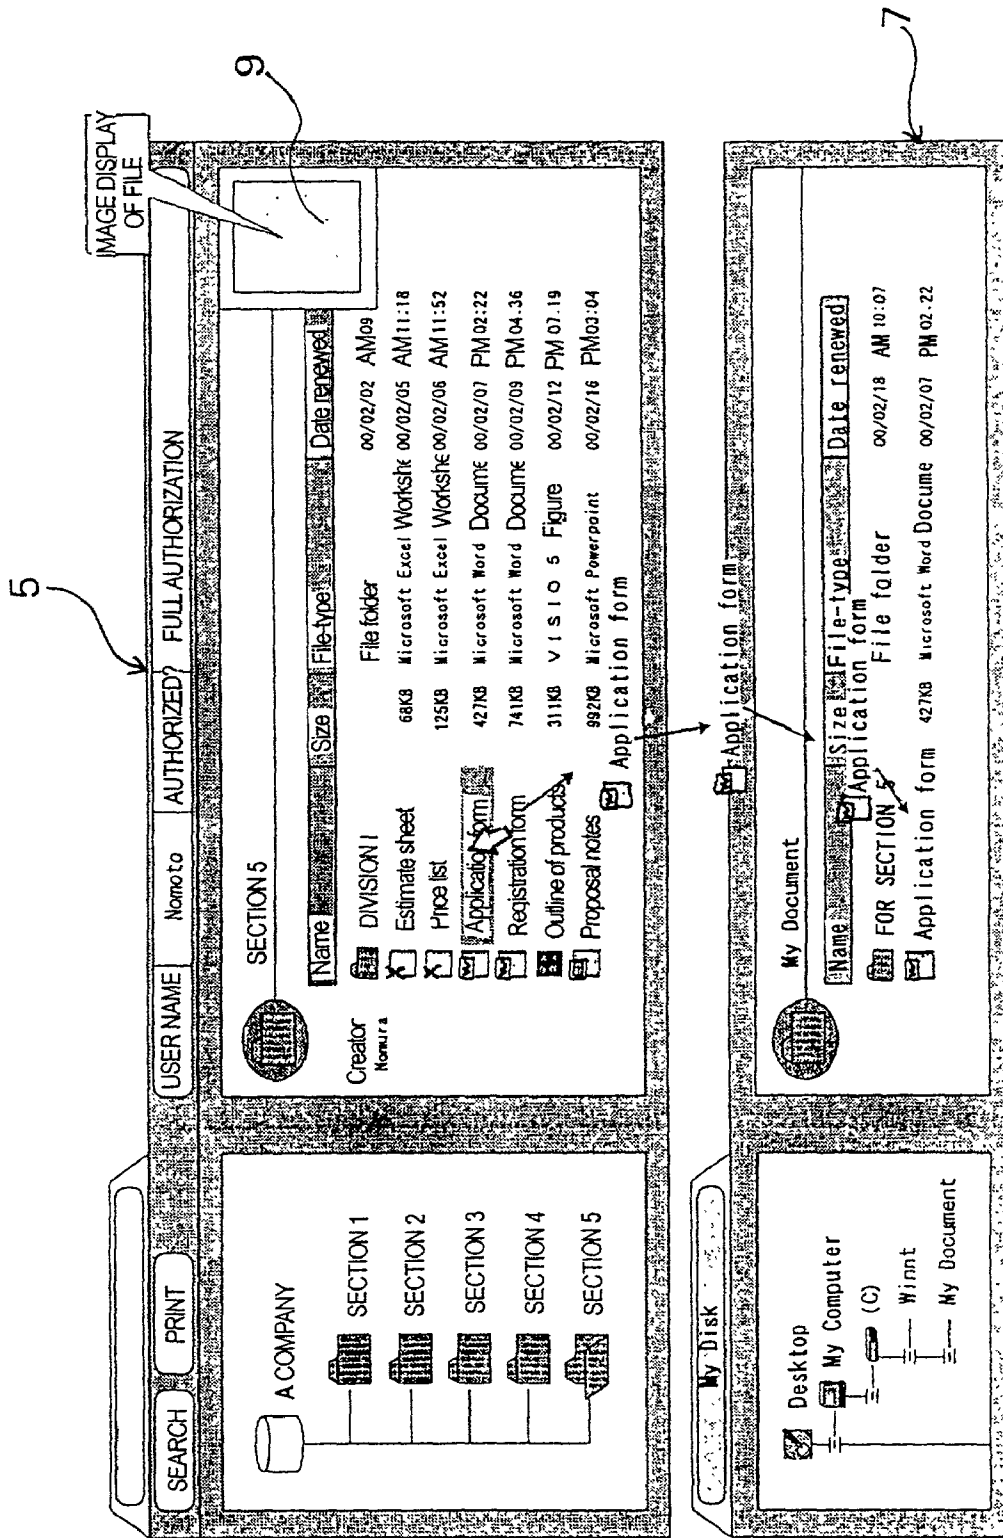 5
IMAGE DISPLAY
OF FILE
9
SEARCH PRINT USER NAME Nomoto AUTHORIZED? FULL AUTHORIZATION
A COMPANY
SECTION 1
SECTION 2
SECTION 3
SECTION 4
SECTION 5
SECTION 5
Creator
Nomura
Name Size File-type Date renewed
DIVISION 1 File folder 00/02/02 AM09
Estimate sheet 68KB Microsoft Excel Workshe 00/02/05 AM11:18
Price list 125KB Microsoft Excel Workshe 00/02/06 AM11:52
Application form 427KB Microsoft Word Docume 00/02/07 PM02:22
Registration form 741KB Microsoft Word Docume 00/02/09 PM04.36
Outline of products 311KB VISIO 5 Figure 00/02/12 PM07.19
Proposal notes 992KB Microsoft Powerpoint 00/02/16 PM03:04
Application form
Application form
7
My Disk
Desktop
My Computer
(C)
Winnt
My Document
My Document
Name Size File-type Date renewed
Application form
FOR SECTION 5 File folder 00/02/18 AM10:07
Application form 427KB Microsoft Word Docume 00/02/07 PM02.22